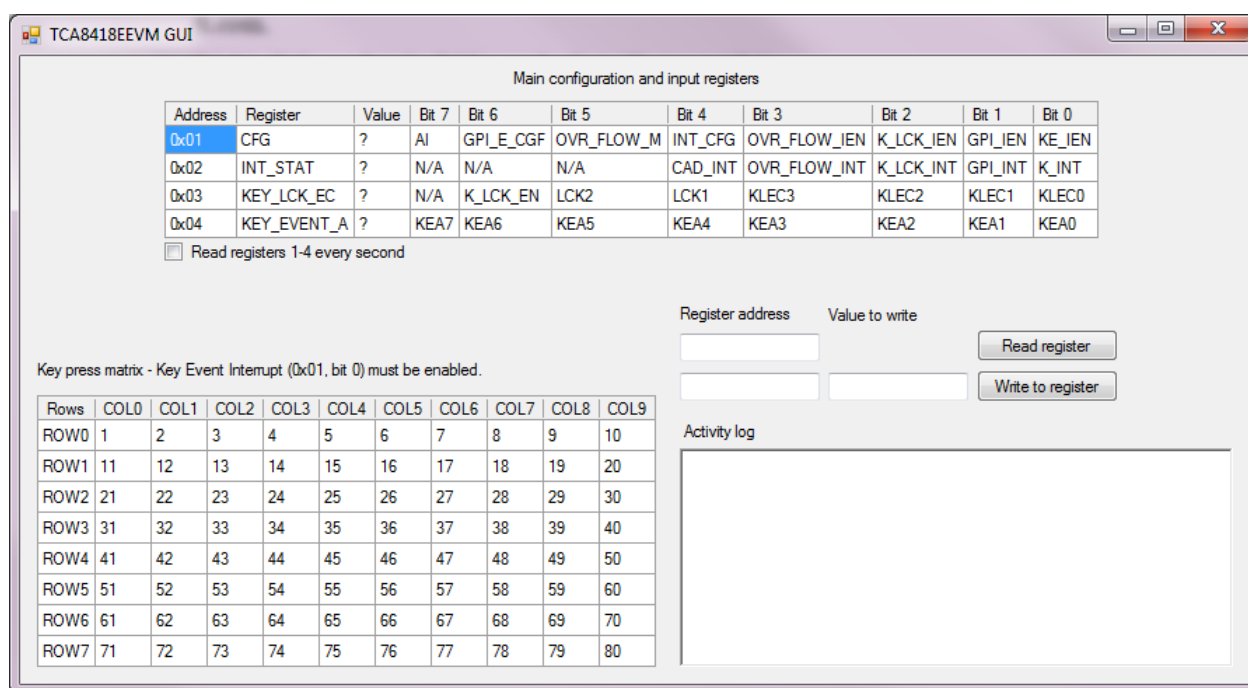 TCA8418EEVM GUI
Main configuration and input registers
Address Register Value Bit 7 Bit 6 Bit 5 Bit 4 Bit 3 Bit 2 Bit 1 Bit 0
0x01 CFG ? AI GPI_E_CGF OVR_FLOW_M INT_CFG OVR_FLOW_IEN K_LCK_IEN GPI_IEN KE_IEN
0x02 INT_STAT ? N/A N/A N/A CAD_INT OVR_FLOW_INT K_LCK_INT GPI_INT K_INT
0x03 KEY_LCK_EC ? N/A K_LCK_EN LCK2 LCK1 KLEC3 KLEC2 KLEC1 KLEC0
0x04 KEY_EVENT_A ? KEA7 KEA6 KEA5 KEA4 KEA3 KEA2 KEA1 KEA0
Read registers 1-4 every second
Register address Value to write
Read register
Write to register
Key press matrix - Key Event Interrupt (0x01, bit 0) must be enabled.
Rows COL0 COL1 COL2 COL3 COL4 COL5 COL6 COL7 COL8 COL9
ROW0 1 2 3 4 5 6 7 8 9 10
ROW1 11 12 13 14 15 16 17 18 19 20
ROW2 21 22 23 24 25 26 27 28 29 30
ROW3 31 32 33 34 35 36 37 38 39 40
ROW4 41 42 43 44 45 46 47 48 49 50
ROW5 51 52 53 54 55 56 57 58 59 60
ROW6 61 62 63 64 65 66 67 68 69 70
ROW7 71 72 73 74 75 76 77 78 79 80
Activity log